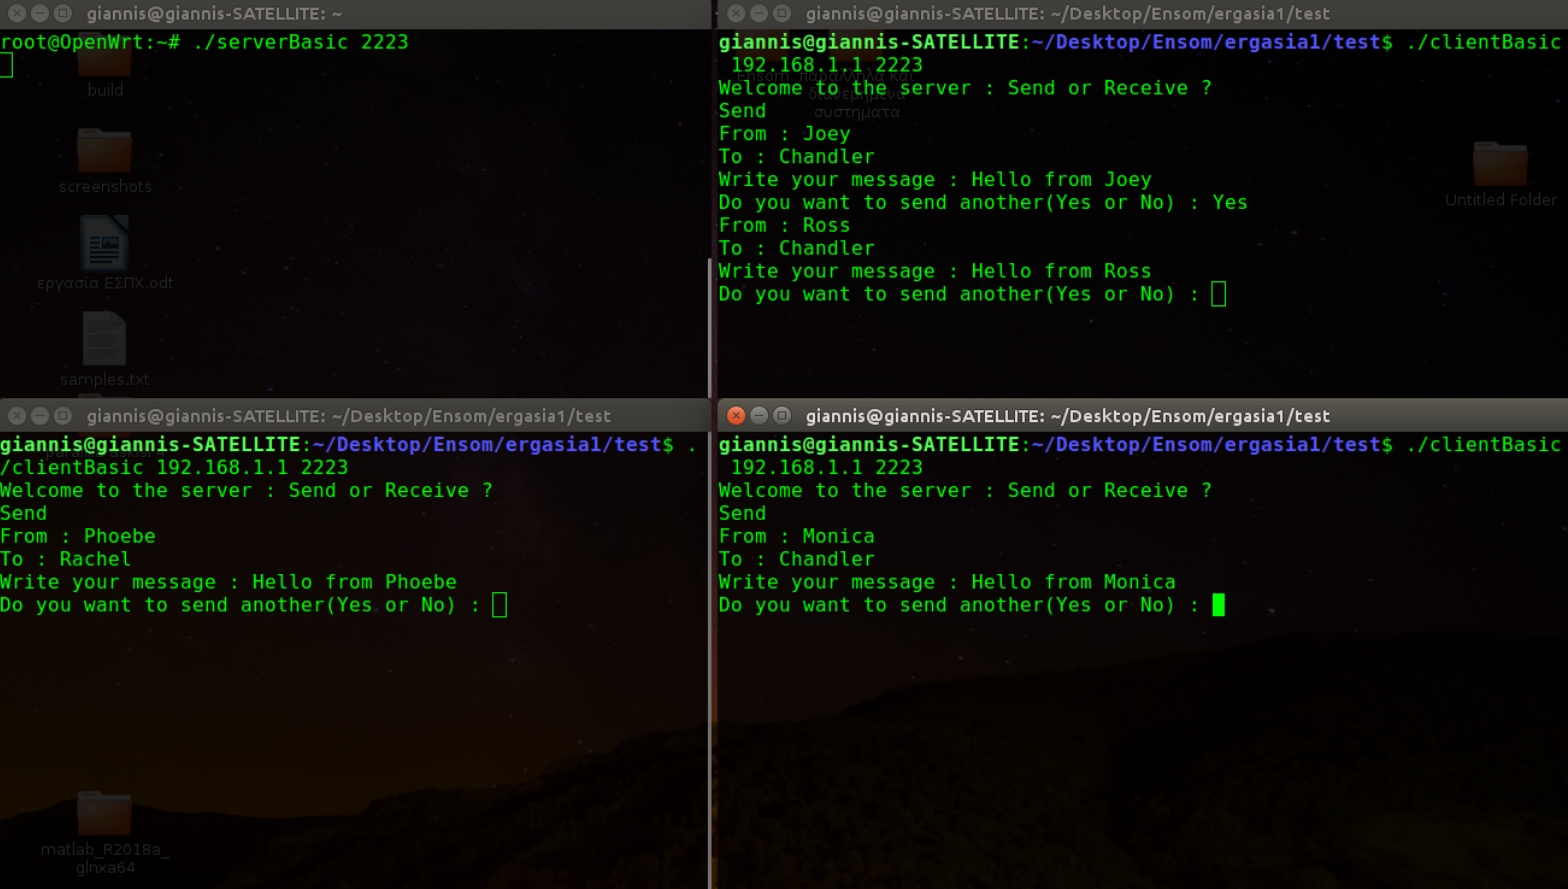 giannis@giannis-SATELLITE: ~
root@OpenWrt:~# ./serverBasic 2223
build
screenshots
εργασία ΕΣΠΧ.odt
samples.txt
giannis@giannis-SATELLITE: ~/Desktop/Ensom/ergasia1/test
giannis@giannis-SATELLITE:~/Desktop/Ensom/ergasia1/test$ ./clientBasic
192.168.1.1 2223
Welcome to the server : Send or Receive ?
Send
From : Joey
To : Chandler
Write your message : Hello from Joey
Do you want to send another(Yes or No) : Yes
From : Ross
To : Chandler
Write your message : Hello from Ross
Do you want to send another(Yes or No) :
Ensom
παράλληλα και
διανεμημένα
συστηματα
Untitled Folder
giannis@giannis-SATELLITE: ~/Desktop/Ensom/ergasia1/test
giannis@giannis-SATELLITE:~/Desktop/Ensom/ergasia1/test$ .
/clientBasic 192.168.1.1 2223
Welcome to the server : Send or Receive ?
Send
From : Phoebe
To : Rachel
Write your message : Hello from Phoebe
Do you want to send another(Yes or No) :
matlab_R2018a_
glnxa64
giannis@giannis-SATELLITE: ~/Desktop/Ensom/ergasia1/test
giannis@giannis-SATELLITE:~/Desktop/Ensom/ergasia1/test$ ./clientBasic
192.168.1.1 2223
Welcome to the server : Send or Receive ?
Send
From : Monica
To : Chandler
Write your message : Hello from Monica
Do you want to send another(Yes or No) :